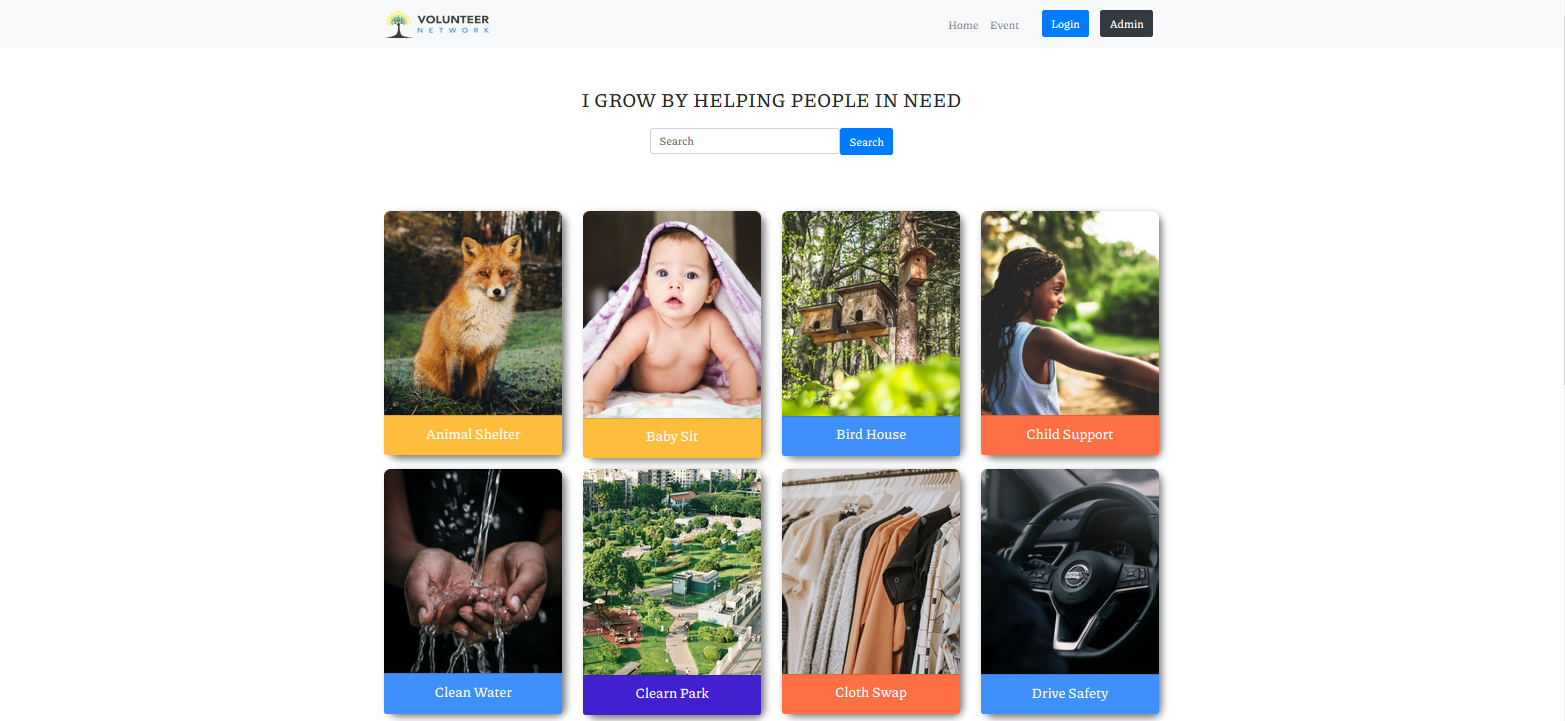 VOLUNTEER
NETWORK
Home Event Login Admin
I GROW BY HELPING PEOPLE IN NEED
Search Search
Animal Shelter
Baby Sit
Bird House
Child Support
NISSAN
Clean Water
Clearn Park
Cloth Swap
Drive Safety